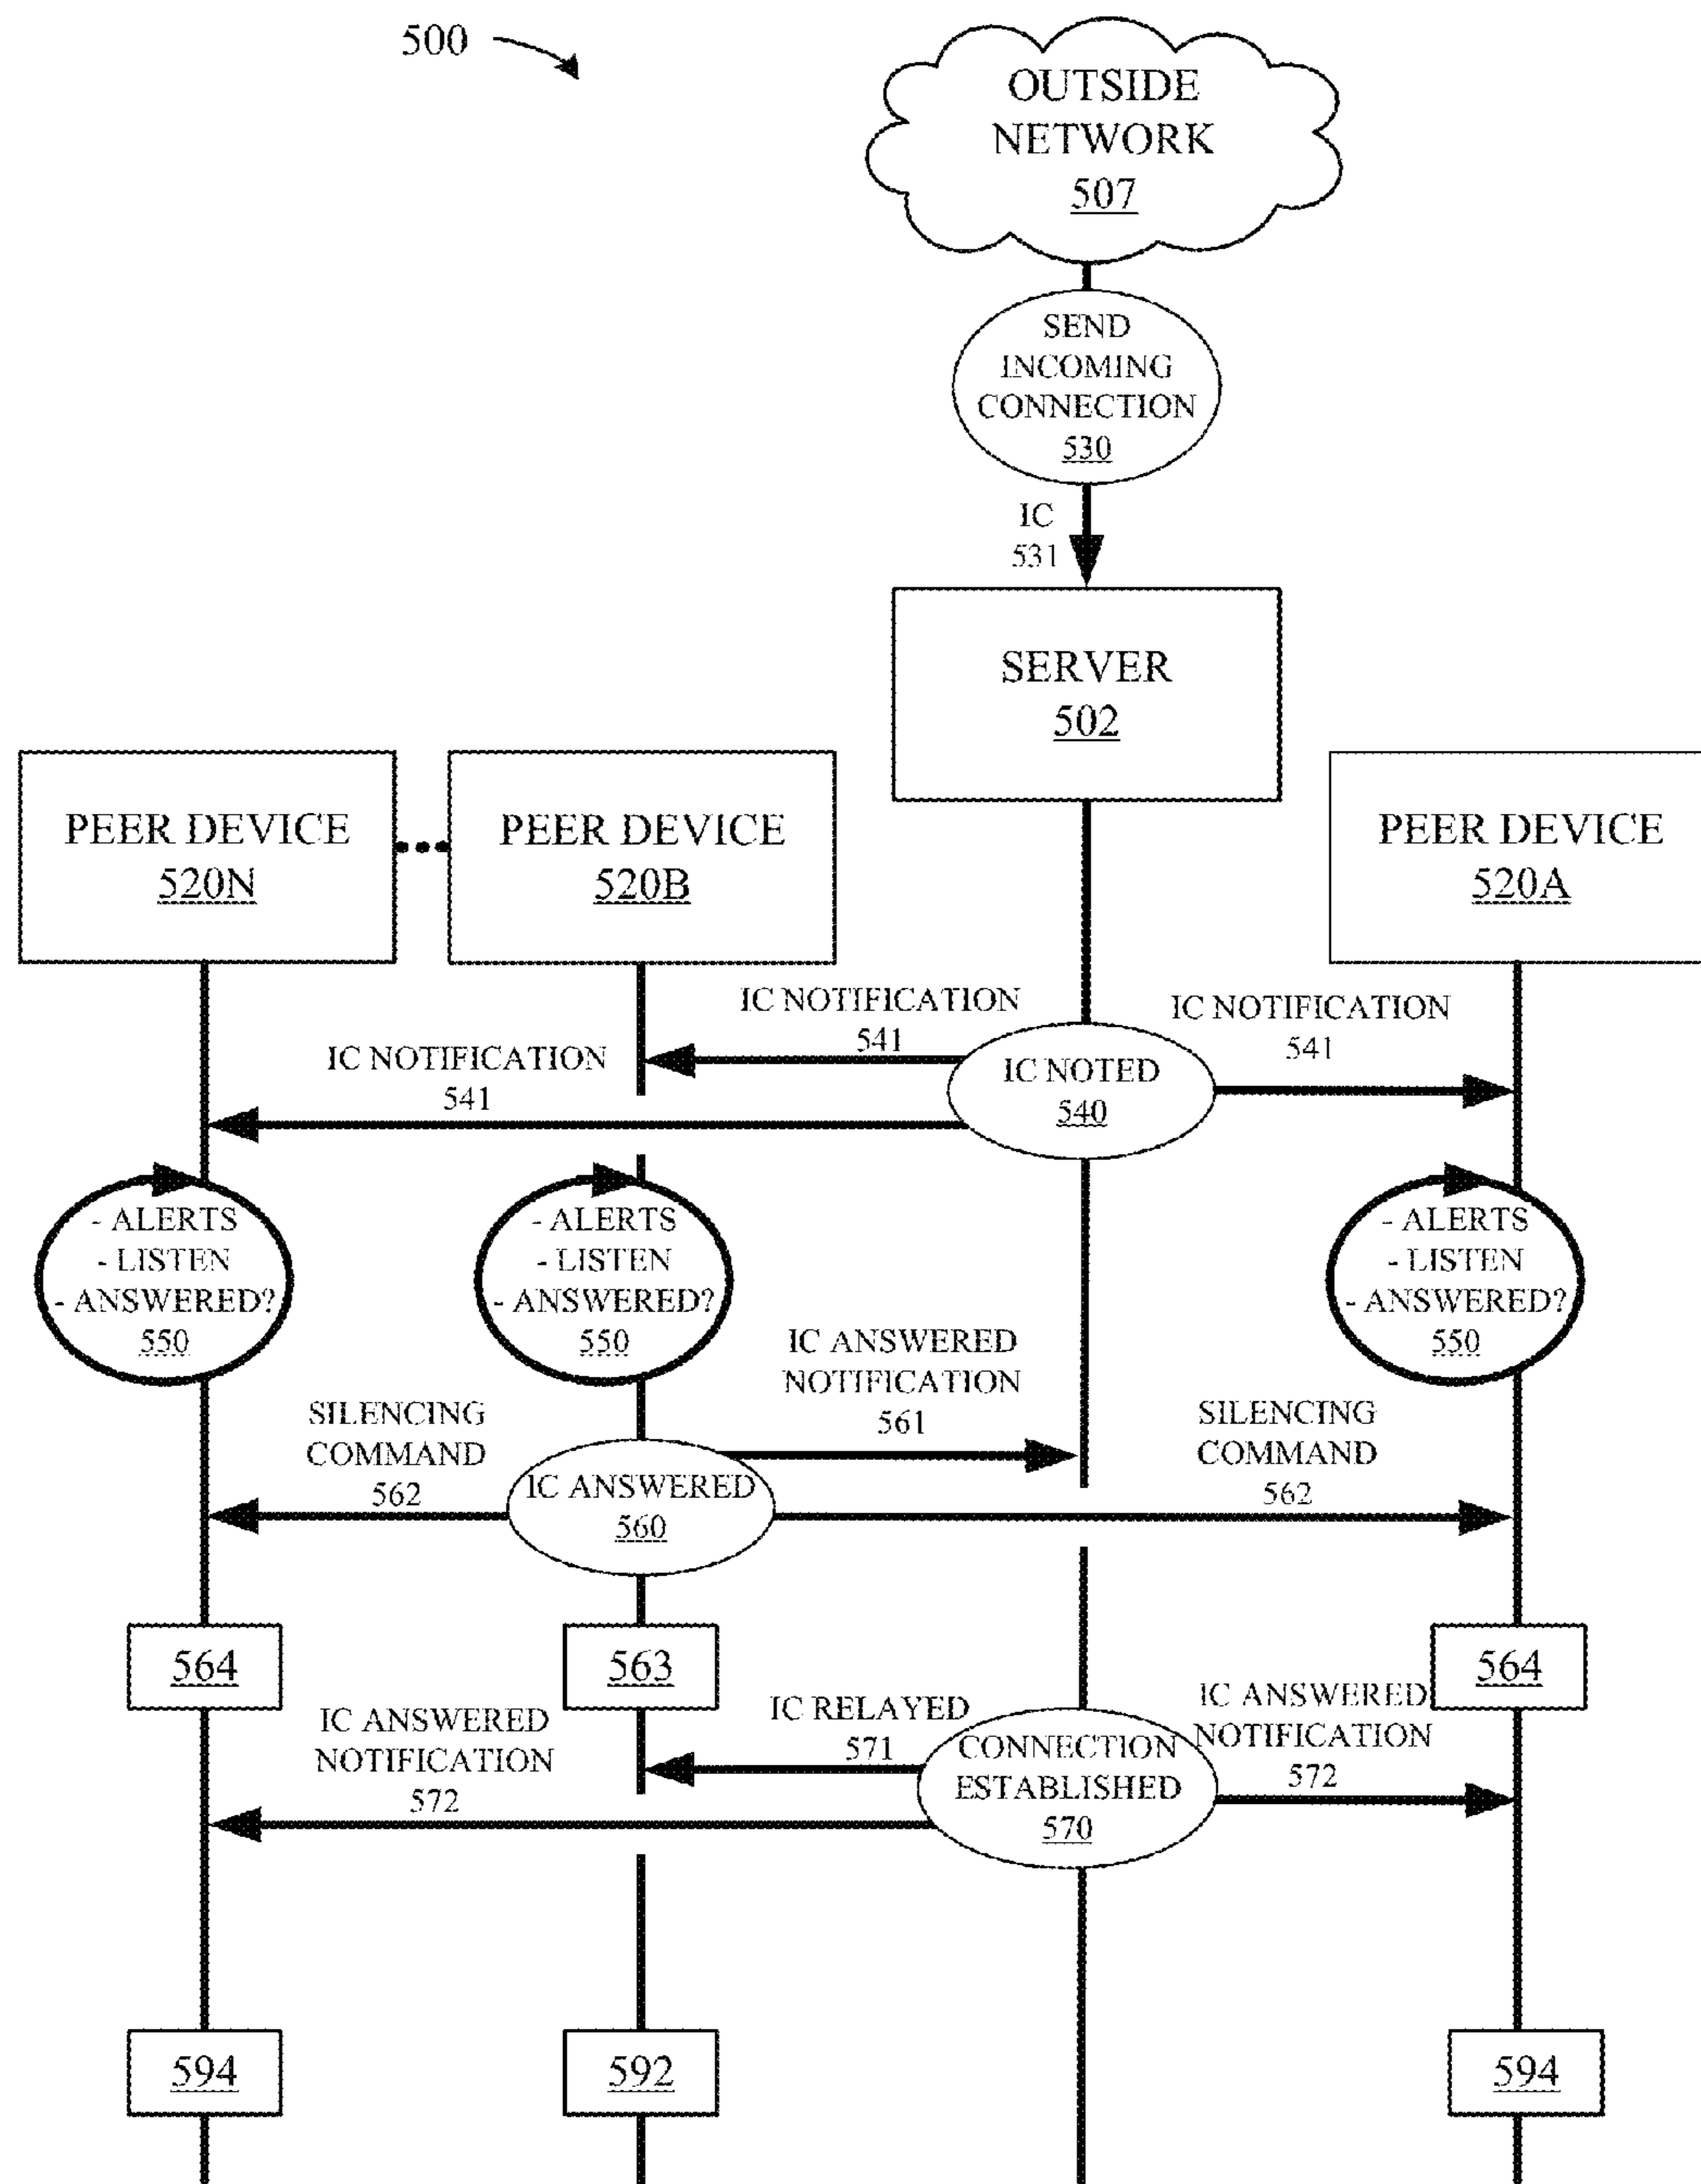 500
OUTSIDE
NETWORK
507
SEND
INCOMING
CONNECTION
530
IC
531
SERVER
502
PEER DEVICE
520N
PEER DEVICE
520B
PEER DEVICE
520A
IC NOTIFICATION
541
IC NOTIFICATION
541
IC NOTIFICATION
541
IC NOTED
540
- ALERTS
- LISTEN
- ANSWERED?
550
- ALERTS
- LISTEN
- ANSWERED?
550
- ALERTS
- LISTEN
- ANSWERED?
550
IC ANSWERED
NOTIFICATION
561
SILENCING
COMMAND
562
IC ANSWERED
560
SILENCING
COMMAND
562
564
563
564
IC ANSWERED
NOTIFICATION
572
IC RELAYED
571
CONNECTION
ESTABLISHED
570
IC ANSWERED
NOTIFICATION
572
594
592
594